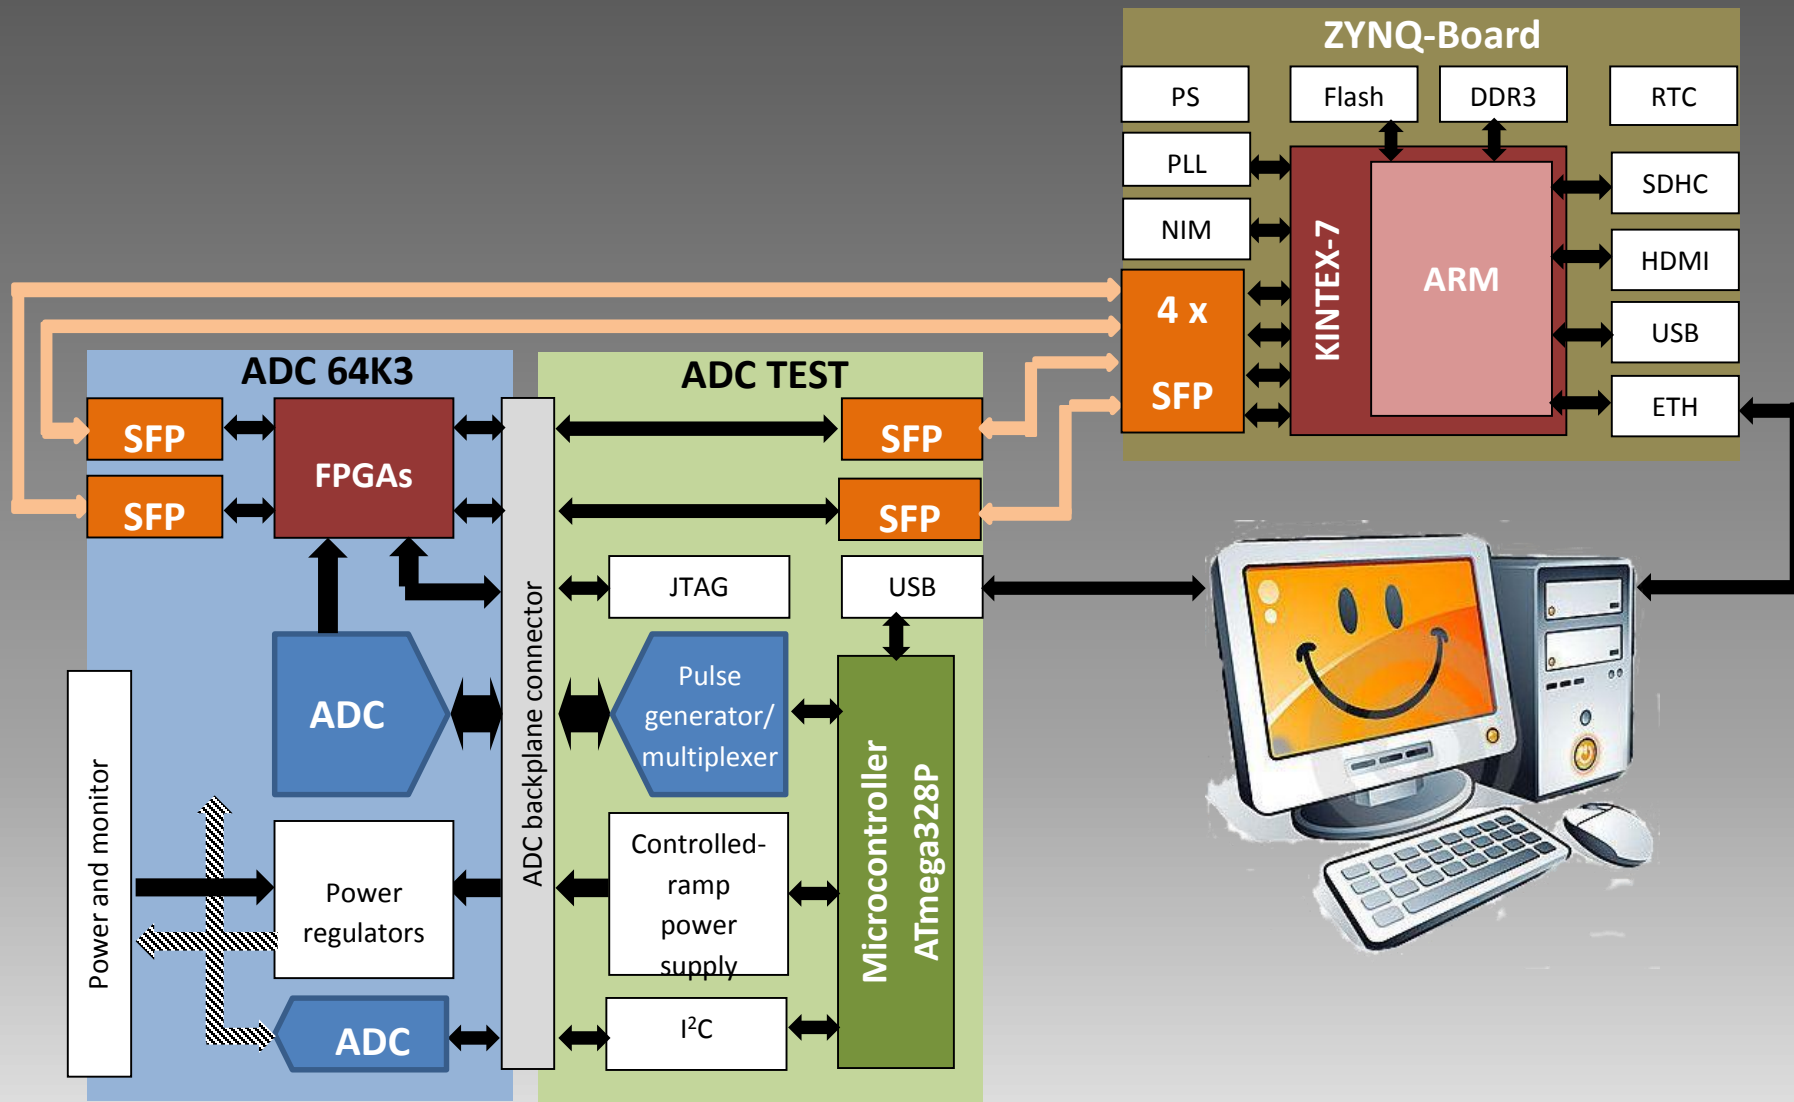 ZYNQ-Board
PS
Flash
DDR3
RTC
PLL
SDHC
NIM
HDMI
KINTEX-7
ARM
4 x
SFP
USB
ETH
ADC 64K3
ADC TEST
SFP
FPGAs
SFP
SFP
SFP
ADC backplane connector
JTAG
USB
ADC
Pulse
generator/
multiplexer
Microcontroller
ATmega328P
Power and monitor
Power
regulators
Controlled-
ramp
power
supply
ADC
I²C